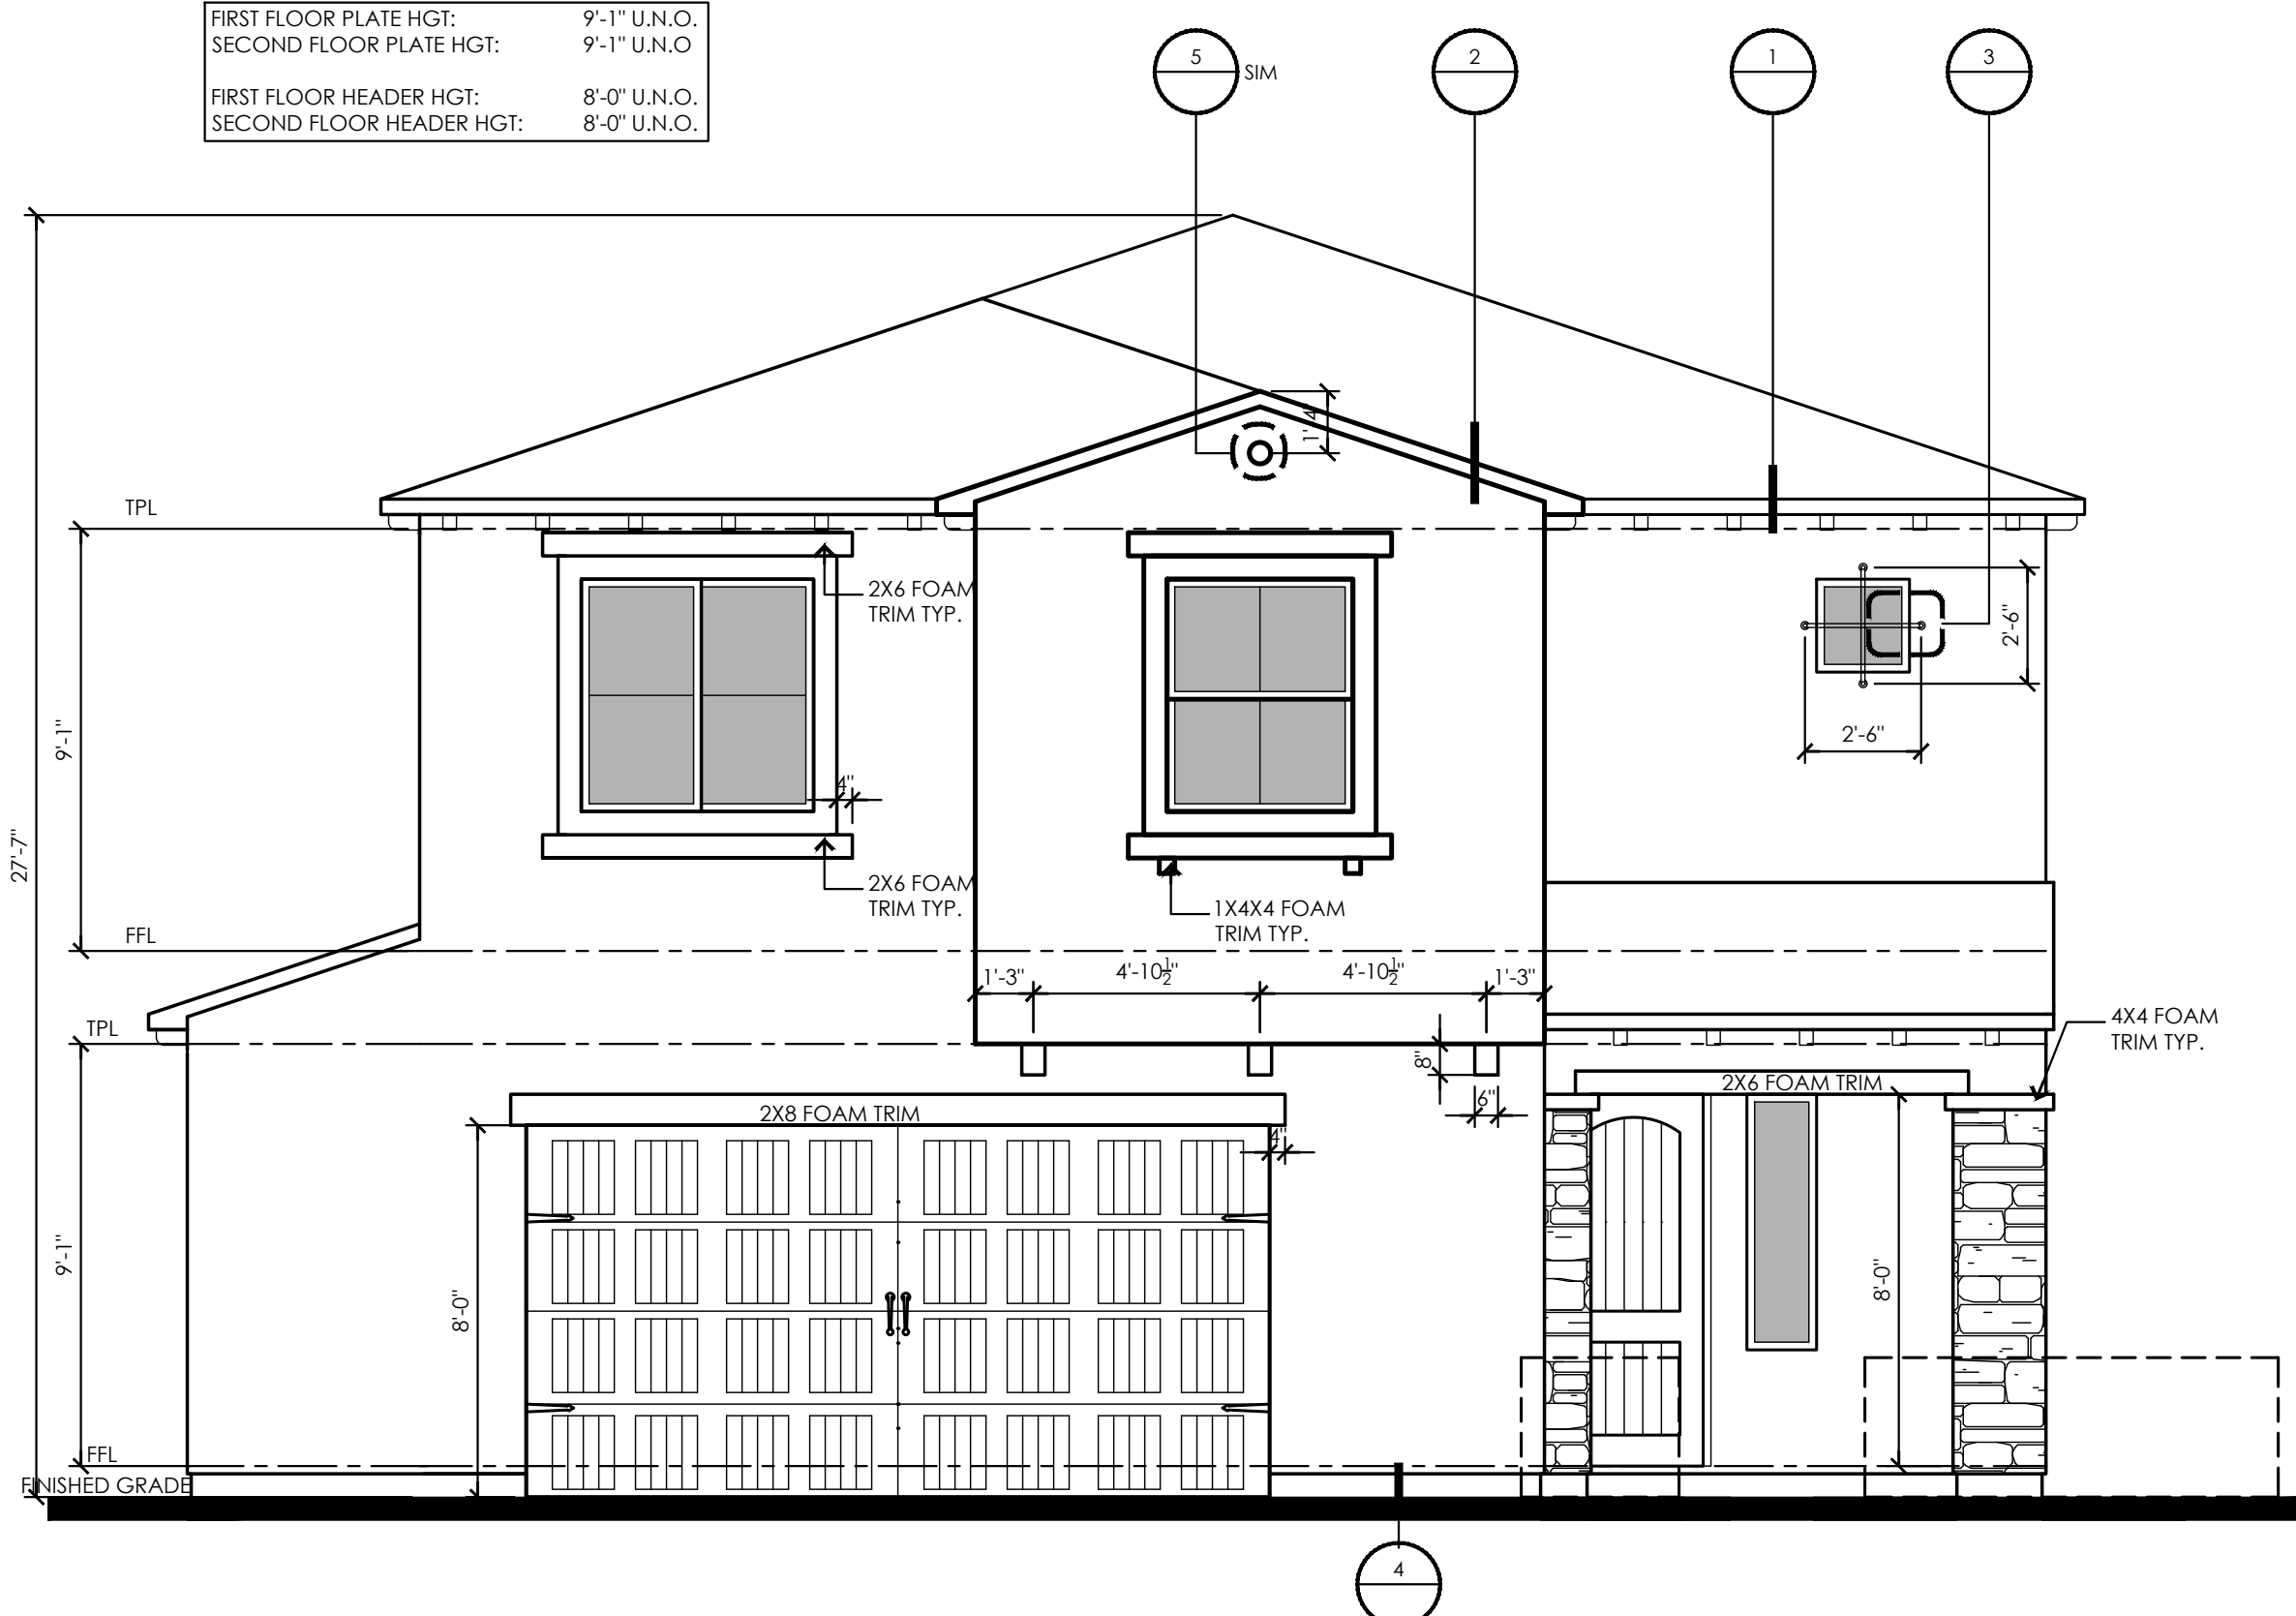 FIRST FLOOR PLATE HGT: 9'-1" U.N.O.
SECOND FLOOR PLATE HGT: 9'-1" U.N.O
FIRST FLOOR HEADER HGT: 8'-0" U.N.O.
SECOND FLOOR HEADER HGT: 8'-0" U.N.O.
5
SIM
2
1
3
1'-4"
TPL
2X6 FOAM
TRIM TYP.
2'-6"
2'-6"
9'-1"
4"
27'-7"
2X6 FOAM
TRIM TYP.
1X4X4 FOAM
TRIM TYP.
FFL
1'-3"
4'-10½"
4'-10½"
1'-3"
TPL
4X4 FOAM
TRIM TYP.
8"
2X6 FOAM TRIM
6"
2X8 FOAM TRIM
4"
9'-1"
8'-0"
8'-0"
FFL
FINISHED GRADE
4